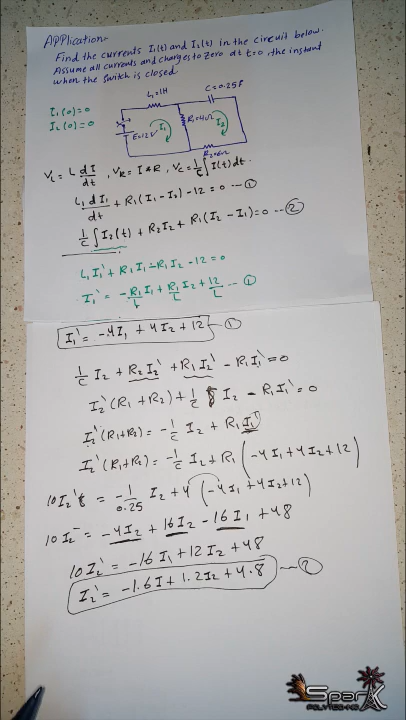 Application:-
Find the currents I₁(t) and I₂(t) in the circuit below.
Assume all currents and charges to zero at t=0, the instant
when the switch is closed
I₁(0)=0
I₂(0)=0
L₁=1H
C=0.25F
E=12V
I₁
R₁=4Ω
I₂
R₂=6Ω
V_L = L dI/dt, V_R = I*R, V_C = 1/C ∫I(t)dt.
L₁ dI₁/dt + R₁(I₁-I₂)-12=0 --- ①
1/C ∫I₂(t) + R₂I₂ + R₁(I₂-I₁)=0 -- ②
L₁I₁' + R₁I₁ - R₁I₂ -12=0
I₁' = -R₁/L I₁ + R₁/L I₂ + 12/L -- ①
I₁' = -4I₁ + 4I₂ +12 - ①
1/C I₂ + R₂I₂' + R₁I₂' - R₁I₁' =0
I₂'(R₁+R₂) + 1/C I₂ - R₁I₁' =0
I₂'(R₁+R₂) = -1/C I₂ + R₁I₁'
I₂'(R₁+R₂) = -1/C I₂ + R₁(-4I₁+4I₂+12)
10I₂' = -1/0.25 I₂ + 4(-4I₁+4I₂+12)
10I₂' = -4I₂ + 16I₂ - 16I₁ +48
10I₂' = -16I₁ + 12I₂ +48
I₂' = -1.6I + 1.2I₂ + 4.8 -- ②
Spark
POLYTECHNIC